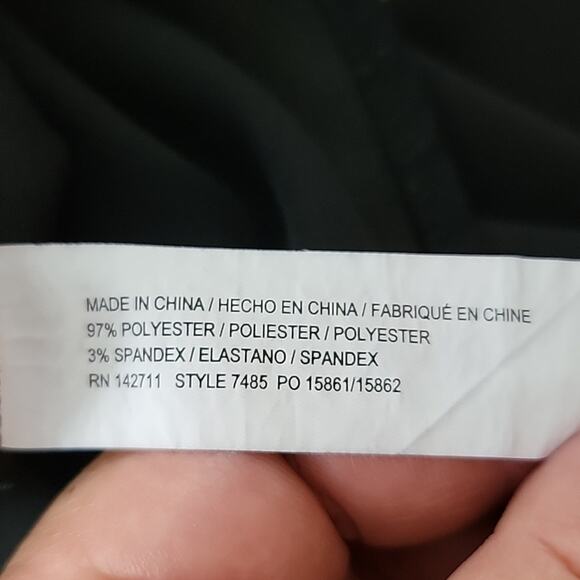 MADE IN CHINA / HECHO EN CHINA / FABRIQUÉ EN CHINE
97% POLYESTER / POLIESTER / POLYESTER
3% SPANDEX / ELASTANO / SPANDEX
RN 142711 STYLE 7485 PO 15861/15862